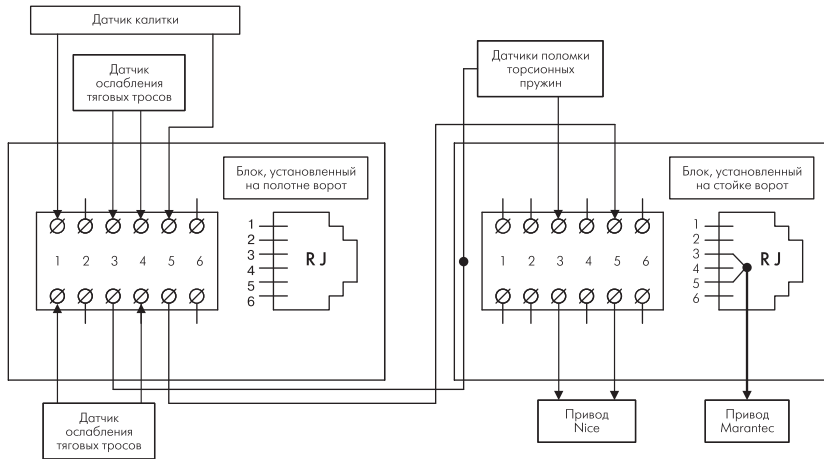 Датчик калитки
Датчик
ослабления
тяговых тросов
Датчики поломки
торсионных
пружин
Блок, установленный
на полотне ворот
Блок, установленный
на стойке ворот
1 2 3 4 5 6
1
2
3
4
5
6
RJ
1 2 3 4 5 6
1
2
3
4
5
6
RJ
Датчик
ослабления
тяговых тросов
Привод
Nice
Привод
Marantec